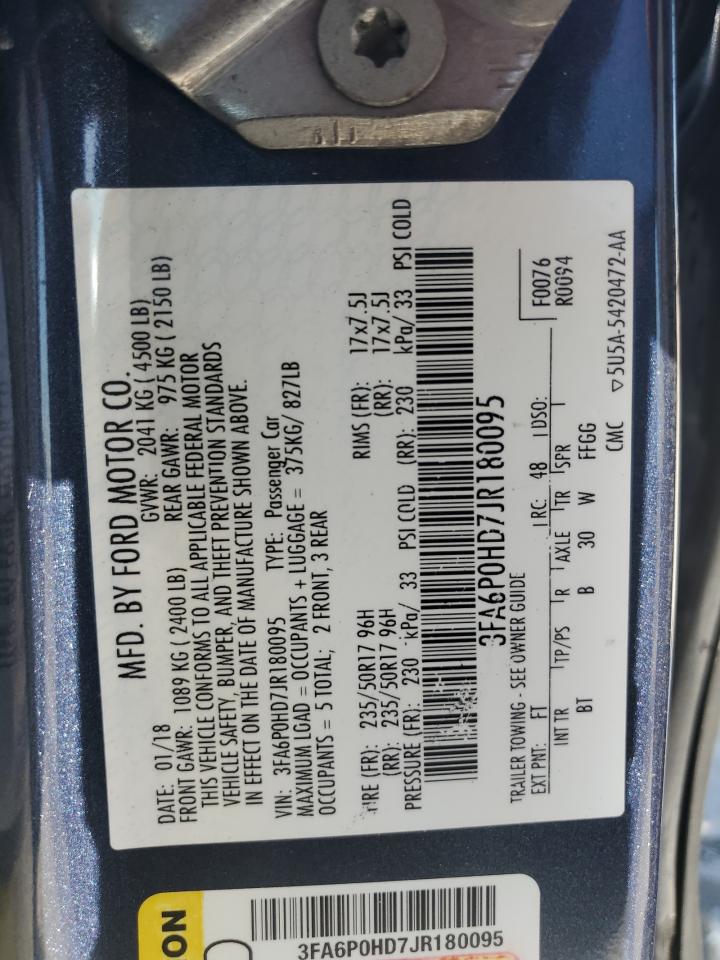 MFD. BY FORD MOTOR CO.
DATE: 01/18 GVWR: 2041 KG ( 4500 LB)
FRONT GAWR: 1089 KG ( 2400 LB) REAR GAWR: 975 KG ( 2150 LB)
THIS VEHICLE CONFORMS TO ALL APPLICABLE FEDERAL MOTOR
VEHICLE SAFETY, BUMPER, AND THEFT PREVENTION STANDARDS
IN EFFECT ON THE DATE OF MANUFACTURE SHOWN ABOVE.
VIN: 3FA6P0HD7JR180095 TYPE: Passenger Car
MAXIMUM LOAD = OCCUPANTS + LUGGAGE = 375KG/ 827LB
OCCUPANTS = 5 TOTAL; 2 FRONT, 3 REAR
TIRE (FR): 235/50R17 96H RIMS (FR): 17x7.5J
(RR): 235/50R17 96H (RR): 17x7.5J
PRESSURE (FR): 230 kPa/ 33 PSI COLD (RR): 230 kPa/ 33 PSI COLD
3FA6P0HD7JR180095
TRAILER TOWING - SEE OWNER GUIDE F0076
EXT PNT: FT RC: 48 DSO: R0094
INT TR TP/PS R AXLE TR SPR
BT B 30 W FFGG
CMC ▽5U5A-5420472-AA
3FA6P0HD7JR180095